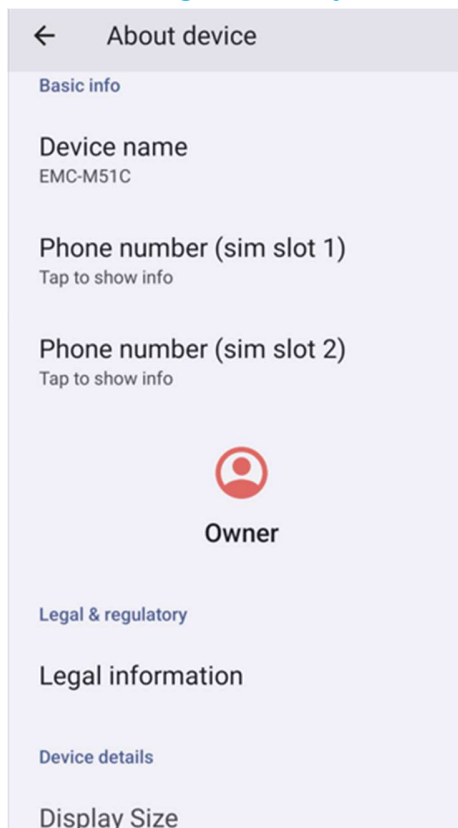 About device
Basic info
Device name
EMC-M51C
Phone number (sim slot 1)
Tap to show info
Phone number (sim slot 2)
Tap to show info
Owner
Legal & regulatory
Legal information
Device details
Display Size